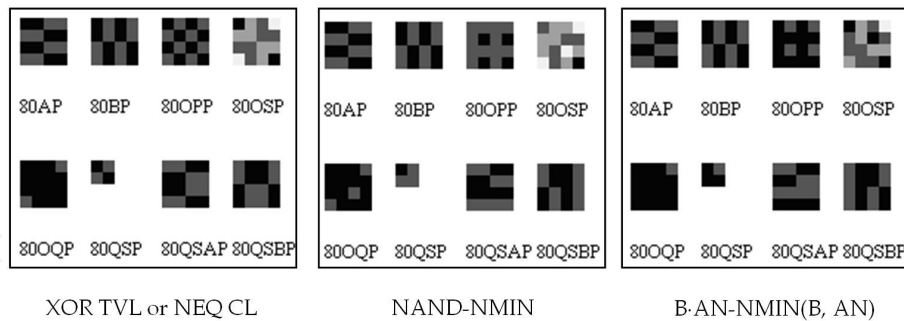 80AP 80BP 80OPP 80OSP
80OQP 80QSP 80QSAP 80QSBP
80AP 80BP 80OPP 80OSP
80OQP 80QSP 80QSAP 80QSBP
80AP 80BP 80OPP 80OSP
80OQP 80QSP 80QSAP 80QSBP
XOR TVL or NEQ CL
NAND-NMIN
B·AN-NMIN(B, AN)